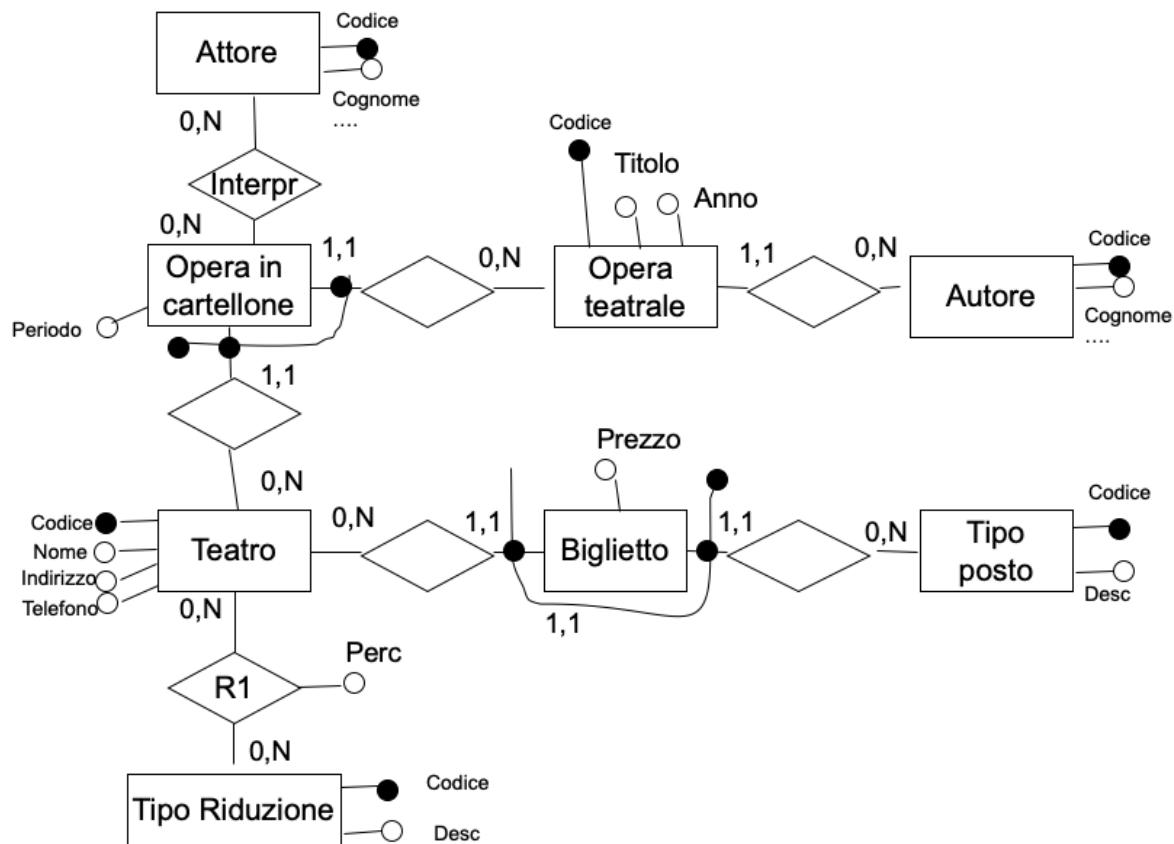 Attore
Codice
Cognome
....
0,N
Interpr
0,N
Opera in
cartellone
Periodo
1,1
0,N
Codice
Titolo
Anno
Opera
teatrale
1,1
0,N
Autore
Codice
Cognome
....
1,1
0,N
Codice
Nome
Indirizzo
Telefono
Teatro
0,N
1,1
Prezzo
Biglietto
1,1
1,1
0,N
Tipo
posto
Codice
Desc
0,N
R1
Perc
0,N
Tipo Riduzione
Codice
Desc